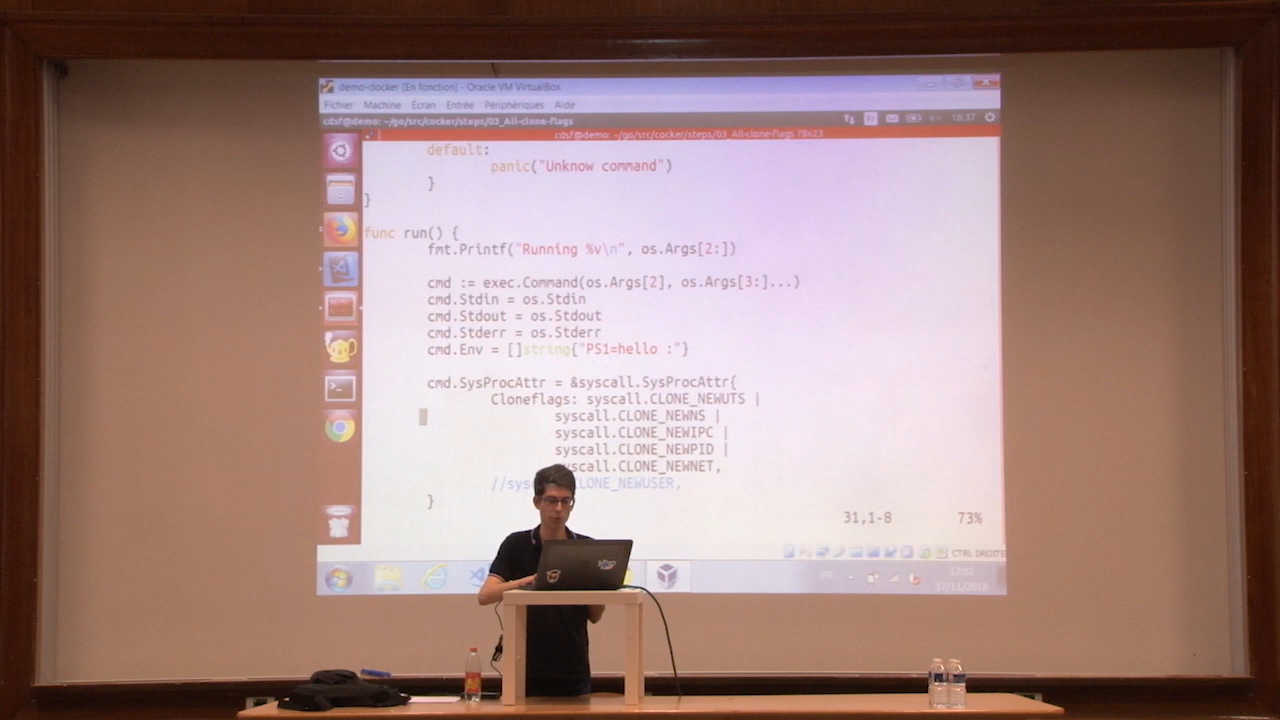 demo-docker [En fonction] - Oracle VM VirtualBox
Fichier Machine Écran Entrée Périphériques Aide
cdsf@demo: ~/go/src/cocker/steps/03_All-clone-flags
Fr
16:37
cdsf@demo: ~/go/src/cocker/steps/03_All-clone-flags 78x23
default:
panic("Unknow command")
}
}
func run() {
fmt.Printf("Running %v\n", os.Args[2:])
cmd := exec.Command(os.Args[2], os.Args[3:]...)
cmd.Stdin = os.Stdin
cmd.Stdout = os.Stdout
cmd.Stderr = os.Stderr
cmd.Env = []string{"PS1=hello :"}
cmd.SysProcAttr = &syscall.SysProcAttr{
Cloneflags: syscall.CLONE_NEWUTS |
syscall.CLONE_NEWNS |
syscall.CLONE_NEWIPC |
syscall.CLONE_NEWPID |
syscall.CLONE_NEWNET,
//sys CLONE_NEWUSER,
}
31,1-8 73%
CTRL DROITE
FR
17:02
17/11/2018